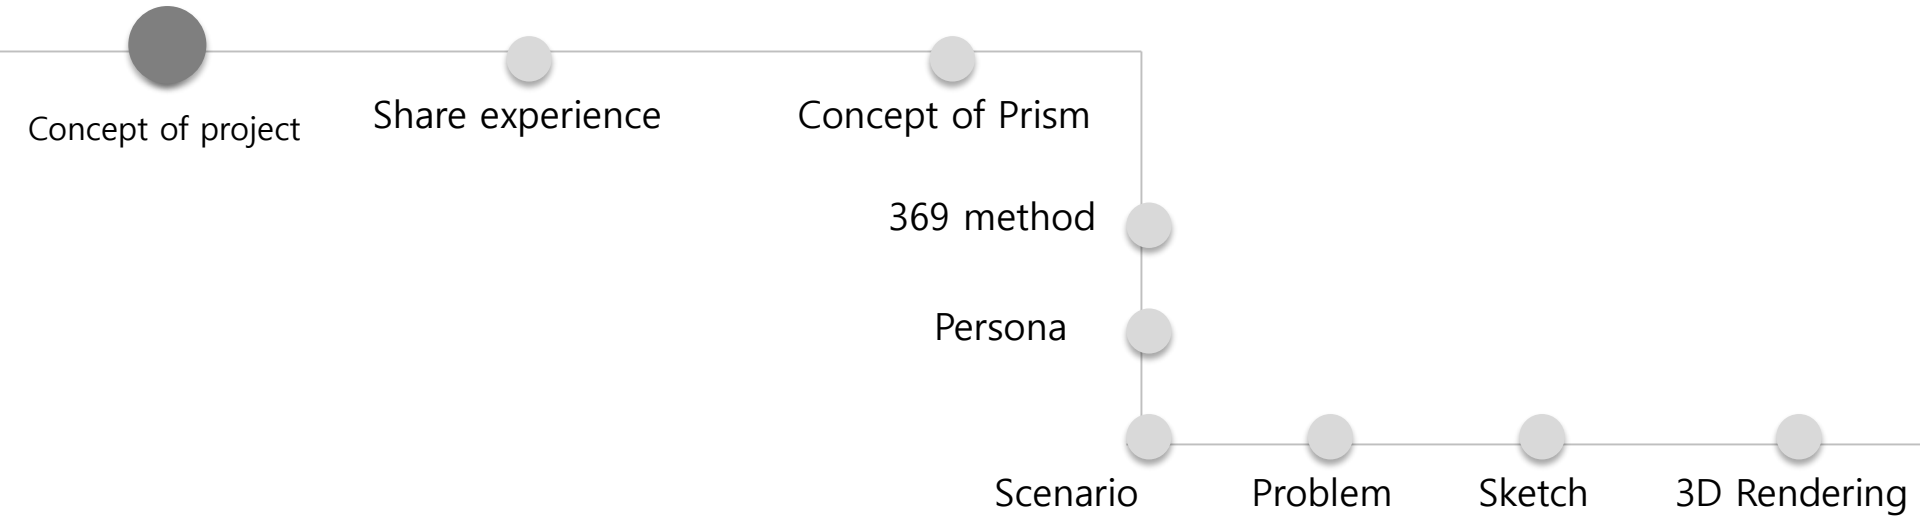 Concept of project
Share experience
Concept of Prism
369 method
Persona
Scenario
Problem
Sketch
3D Rendering